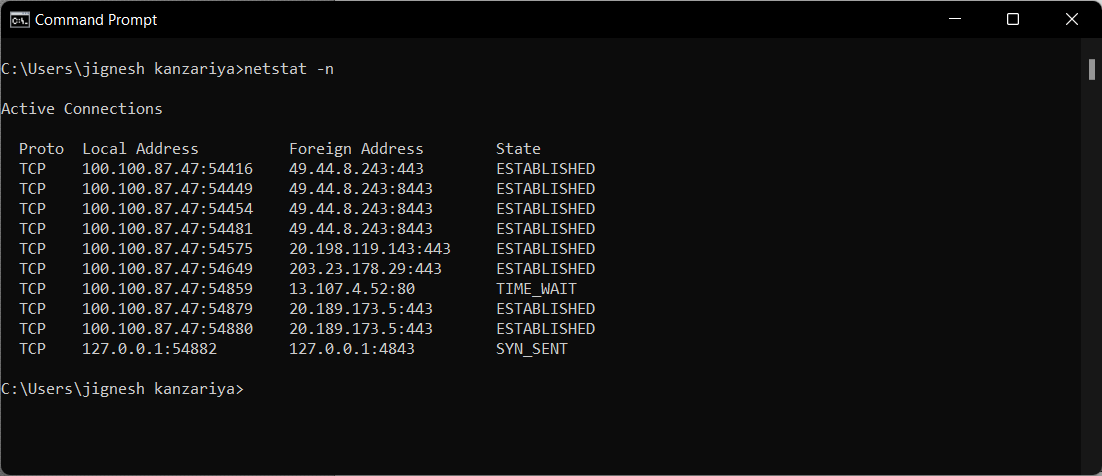 Command Prompt
C:\Users\jignesh kanzariya>netstat -n
Active Connections
Proto  Local Address          Foreign Address        State
TCP    100.100.87.47:54416    49.44.8.243:443        ESTABLISHED
TCP    100.100.87.47:54449    49.44.8.243:8443       ESTABLISHED
TCP    100.100.87.47:54454    49.44.8.243:8443       ESTABLISHED
TCP    100.100.87.47:54481    49.44.8.243:8443       ESTABLISHED
TCP    100.100.87.47:54575    20.198.119.143:443     ESTABLISHED
TCP    100.100.87.47:54649    203.23.178.29:443      ESTABLISHED
TCP    100.100.87.47:54859    13.107.4.52:80         TIME_WAIT
TCP    100.100.87.47:54879    20.189.173.5:443       ESTABLISHED
TCP    100.100.87.47:54880    20.189.173.5:443       ESTABLISHED
TCP    127.0.0.1:54882        127.0.0.1:4843         SYN_SENT
C:\Users\jignesh kanzariya>